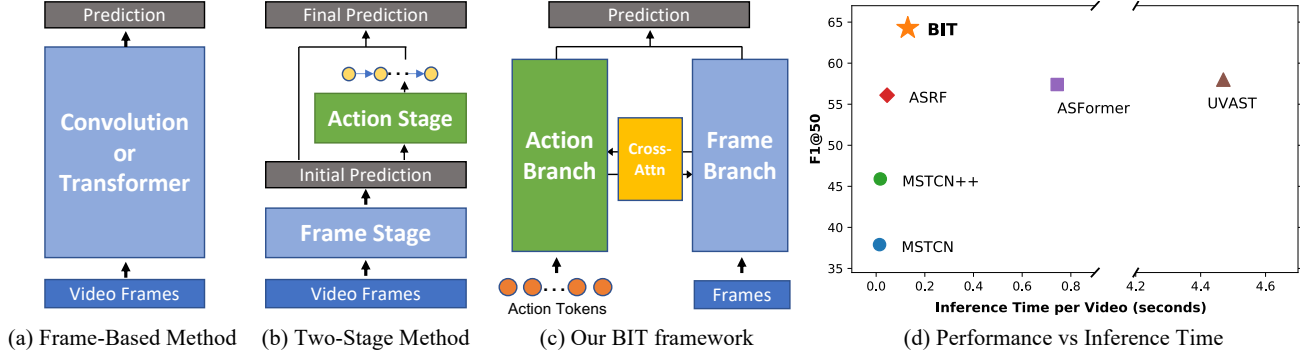 Prediction
Convolution
or
Transformer
Video Frames
(a) Frame-Based Method
Final Prediction
Action Stage
Initial Prediction
Frame Stage
Video Frames
(b) Two-Stage Method
Prediction
Action
Branch
Cross-
Attn
Frame
Branch
Action Tokens
Frames
(c) Our BIT framework
F1@50
65
60
55
50
45
40
35
BIT
ASRF
ASFormer
UVAST
MSTCN++
MSTCN
0.0 0.2 0.4 0.6 0.8 4.2 4.4 4.6
Inference Time per Video (seconds)
(d) Performance vs Inference Time